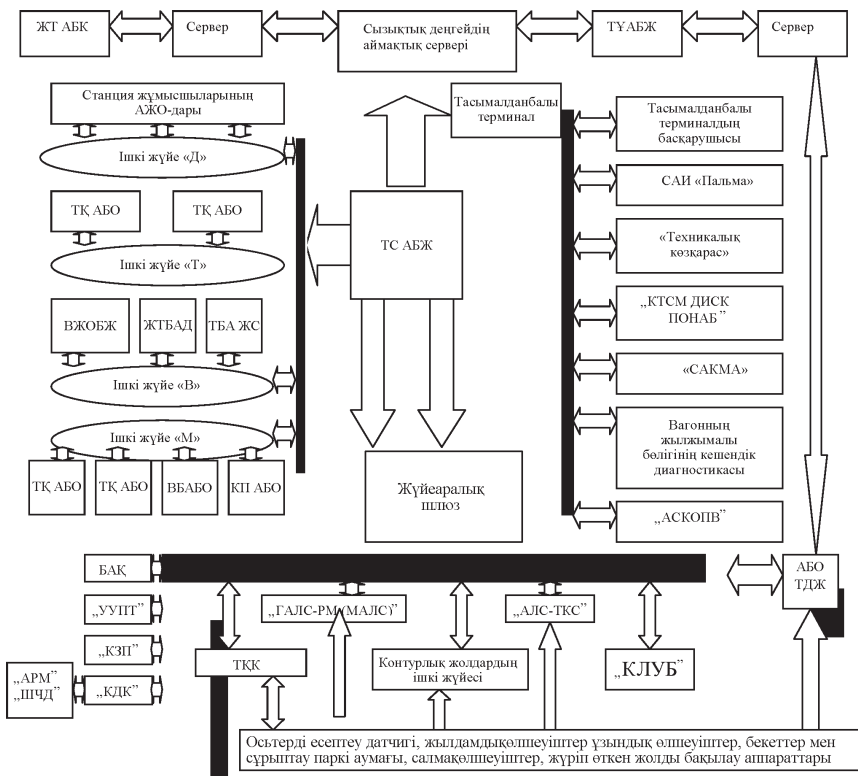 ЖТ АБК
Сервер
Сызықтық деңгейдің
аймақтық сервері
ТҰАБЖ
Сервер
Станция жұмысшыларының
АЖО-дары
Ішкі жүйе «Д»
ТҚ АБО
ТҚ АБО
Ішкі жүйе «Т»
ВЖОБЖ
ЖТБАД
ТБА ЖС
Ішкі жүйе «В»
Ішкі жүйе «М»
ТҚ АБО
ТҚ АБО
ВБАБО
КП АБО
ТС АБЖ
Жүйеаралық
шлюз
Тасымалданбалы
терминал
Тасымалданбалы
терминалдың
басқарушысы
САИ «Пальма»
«Техникалық
көзқарас»
„КТСМ ДИСК
ПОНАБ”
«САКМА»
Вагонның
жылжымалы
бөлігінің кешендік
диагностикасы
„АСКОПВ”
БАҚ
АБО
ТДЖ
„УУПТ”
„ГАЛС-РМ (МАЛС)”
„АЛС-ТКС”
„КЗП”
ТҚК
Контурлық жолдардың
ішкі жүйесі
„КЛУБ”
„АРМ”
„ШЧД”
„КДК”
Осьтерді есептеу датчигі, жылдамдықөлшеуіштер ұзындық өлшеуіштер, бекеттер мен
сұрыптау паркі аумағы, салмақөлшеуіштер, жүріп өткен жолды бақылау аппараттары